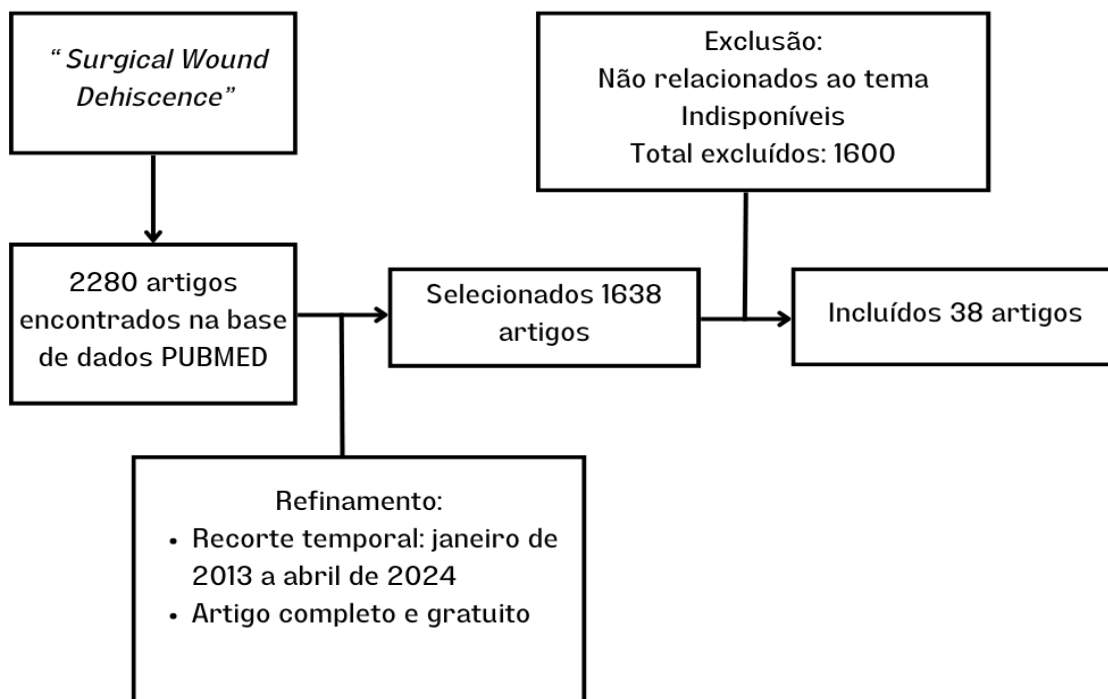 “ Surgical Wound
Dehiscence”
2280 artigos
encontrados na base
de dados PUBMED
Refinamento:
• Recorte temporal: janeiro de
2013 a abril de 2024
• Artigo completo e gratuito
Selecionados 1638
artigos
Exclusão:
Não relacionados ao tema
Indisponíveis
Total excluídos: 1600
Incluídos 38 artigos